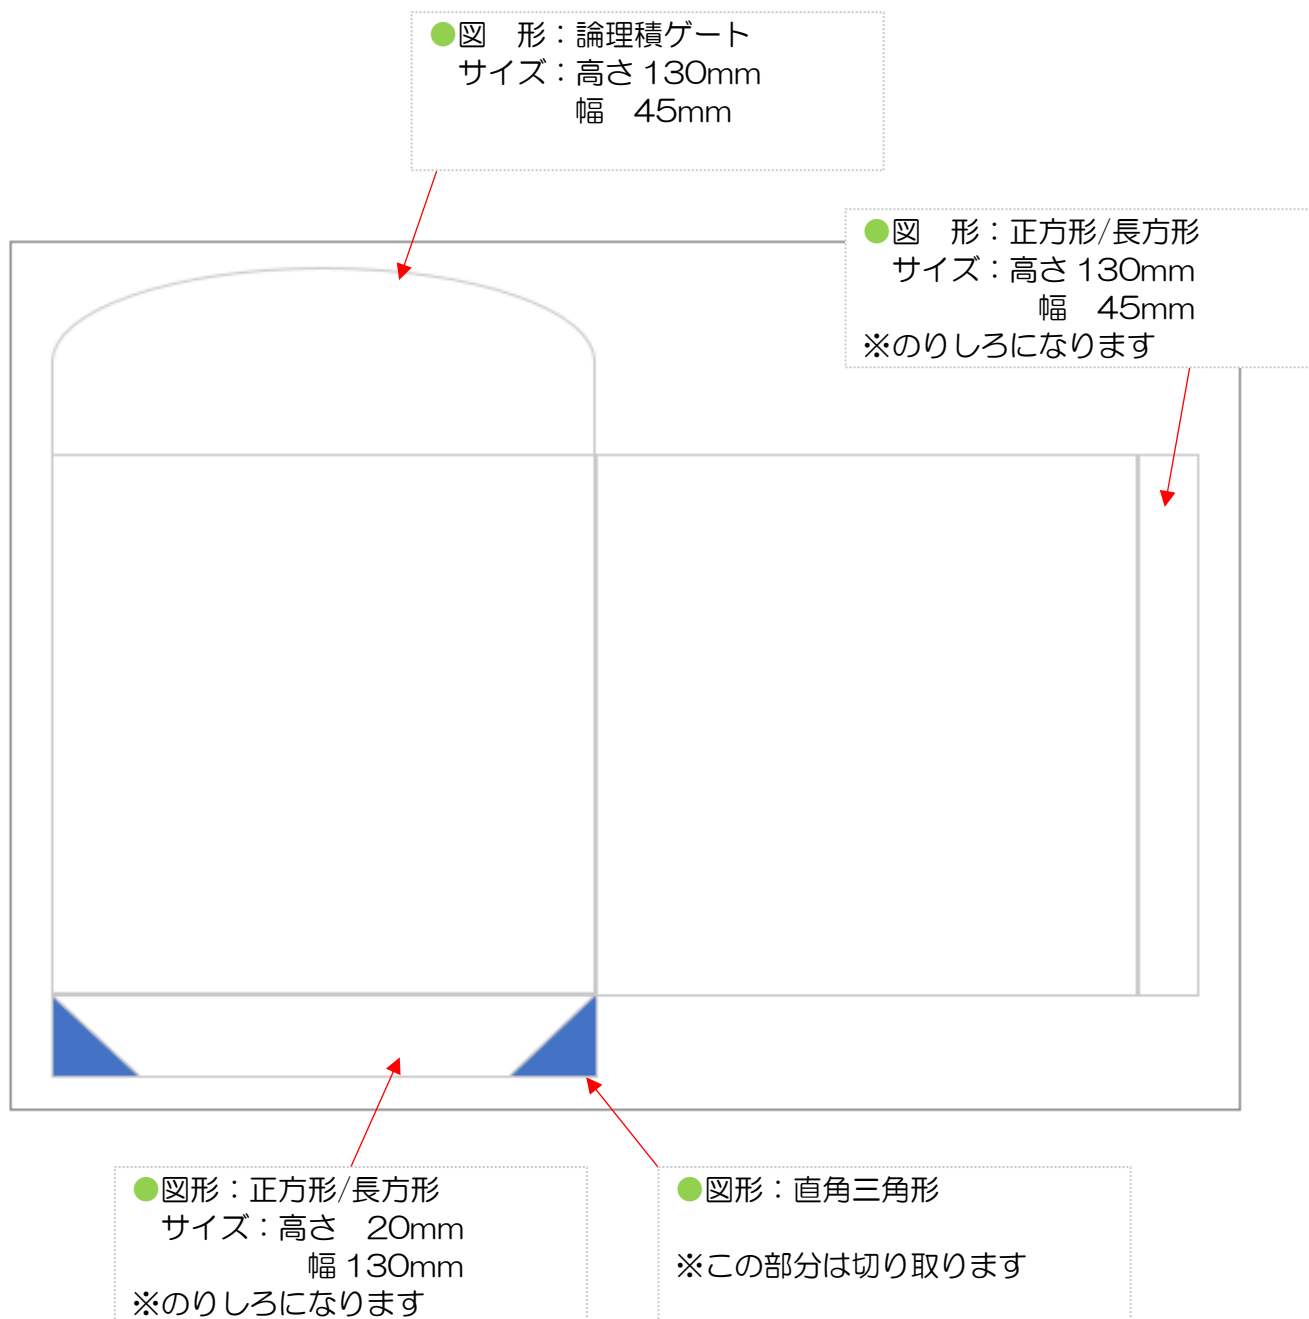 ●図　形：論理積ゲート
サイズ：高さ 130mm
幅　45mm
●図　形：正方形/長方形
サイズ：高さ 130mm
幅　45mm
※のりしろになります
●図形：正方形/長方形
サイズ：高さ　20mm
幅 130mm
※のりしろになります
●図形：直角三角形
※この部分は切り取ります